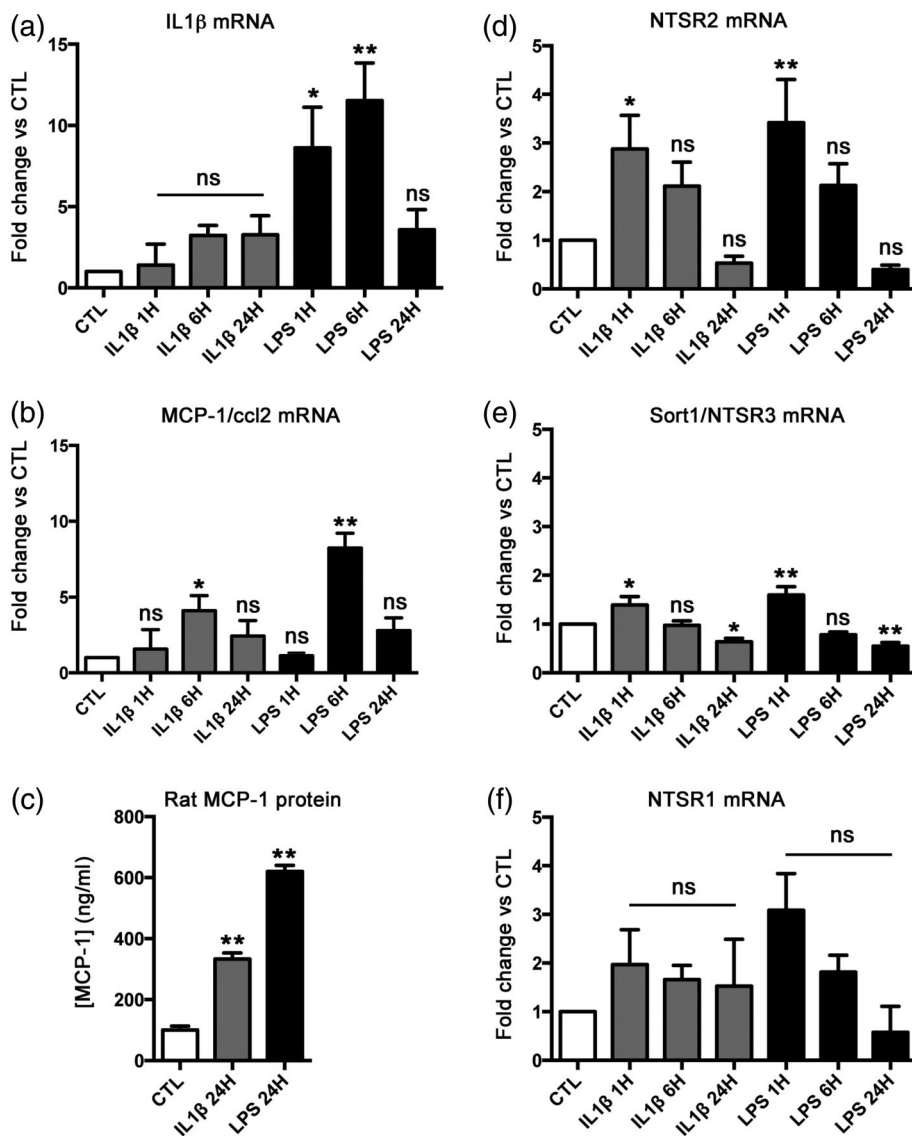 (a)
IL1β mRNA
Fold change vs CTL
15
10
5
0
ns
*
**
ns
CTL
IL1β 1H
IL1β 6H
IL1β 24H
LPS 1H
LPS 6H
LPS 24H
(b)
MCP-1/ccl2 mRNA
Fold change vs CTL
15
10
5
0
ns
*
ns
ns
**
ns
CTL
IL1β 1H
IL1β 6H
IL1β 24H
LPS 1H
LPS 6H
LPS 24H
(c)
Rat MCP-1 protein
[MCP-1] (ng/ml)
800
600
400
200
0
**
**
CTL
IL1β 24H
LPS 24H
(d)
NTSR2 mRNA
Fold change vs CTL
5
4
3
2
1
0
*
ns
ns
**
ns
ns
CTL
IL1β 1H
IL1β 6H
IL1β 24H
LPS 1H
LPS 6H
LPS 24H
(e)
Sort1/NTSR3 mRNA
Fold change vs CTL
5
4
3
2
1
0
*
ns
*
**
ns
**
CTL
IL1β 1H
IL1β 6H
IL1β 24H
LPS 1H
LPS 6H
LPS 24H
(f)
NTSR1 mRNA
Fold change vs CTL
5
4
3
2
1
0
ns
ns
CTL
IL1β 1H
IL1β 6H
IL1β 24H
LPS 1H
LPS 6H
LPS 24H